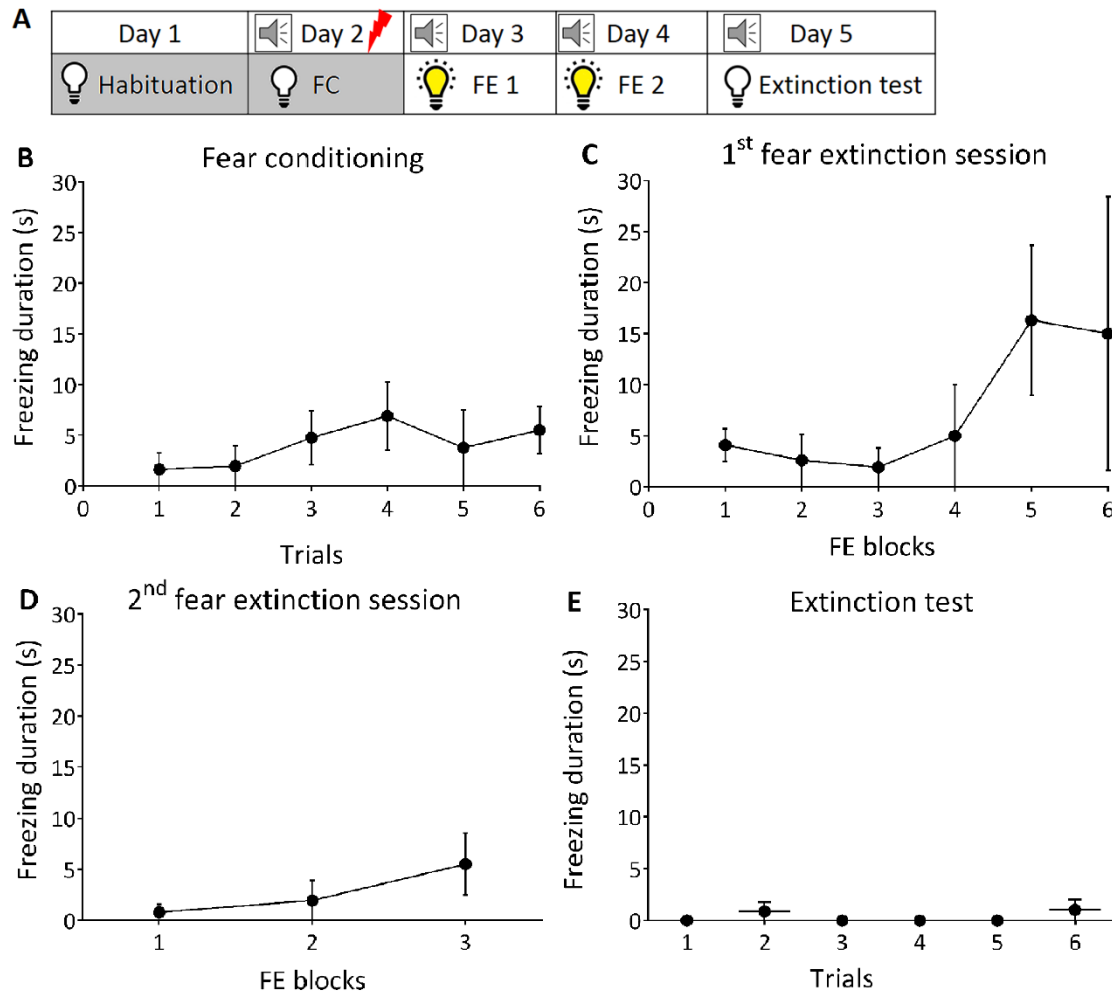 A
Day 1 Day 2 Day 3 Day 4 Day 5
Habituation FC FE 1 FE 2 Extinction test
B Fear conditioning
30
25
20
15
10
5
0
0 1 2 3 4 5 6
Freezing duration (s)
Trials
C 1st fear extinction session
30
25
20
15
10
5
0
0 1 2 3 4 5 6
Freezing duration (s)
FE blocks
D 2nd fear extinction session
30
25
20
15
10
5
0
1 2 3
Freezing duration (s)
FE blocks
E Extinction test
30
25
20
15
10
5
0
1 2 3 4 5 6
Freezing duration (s)
Trials